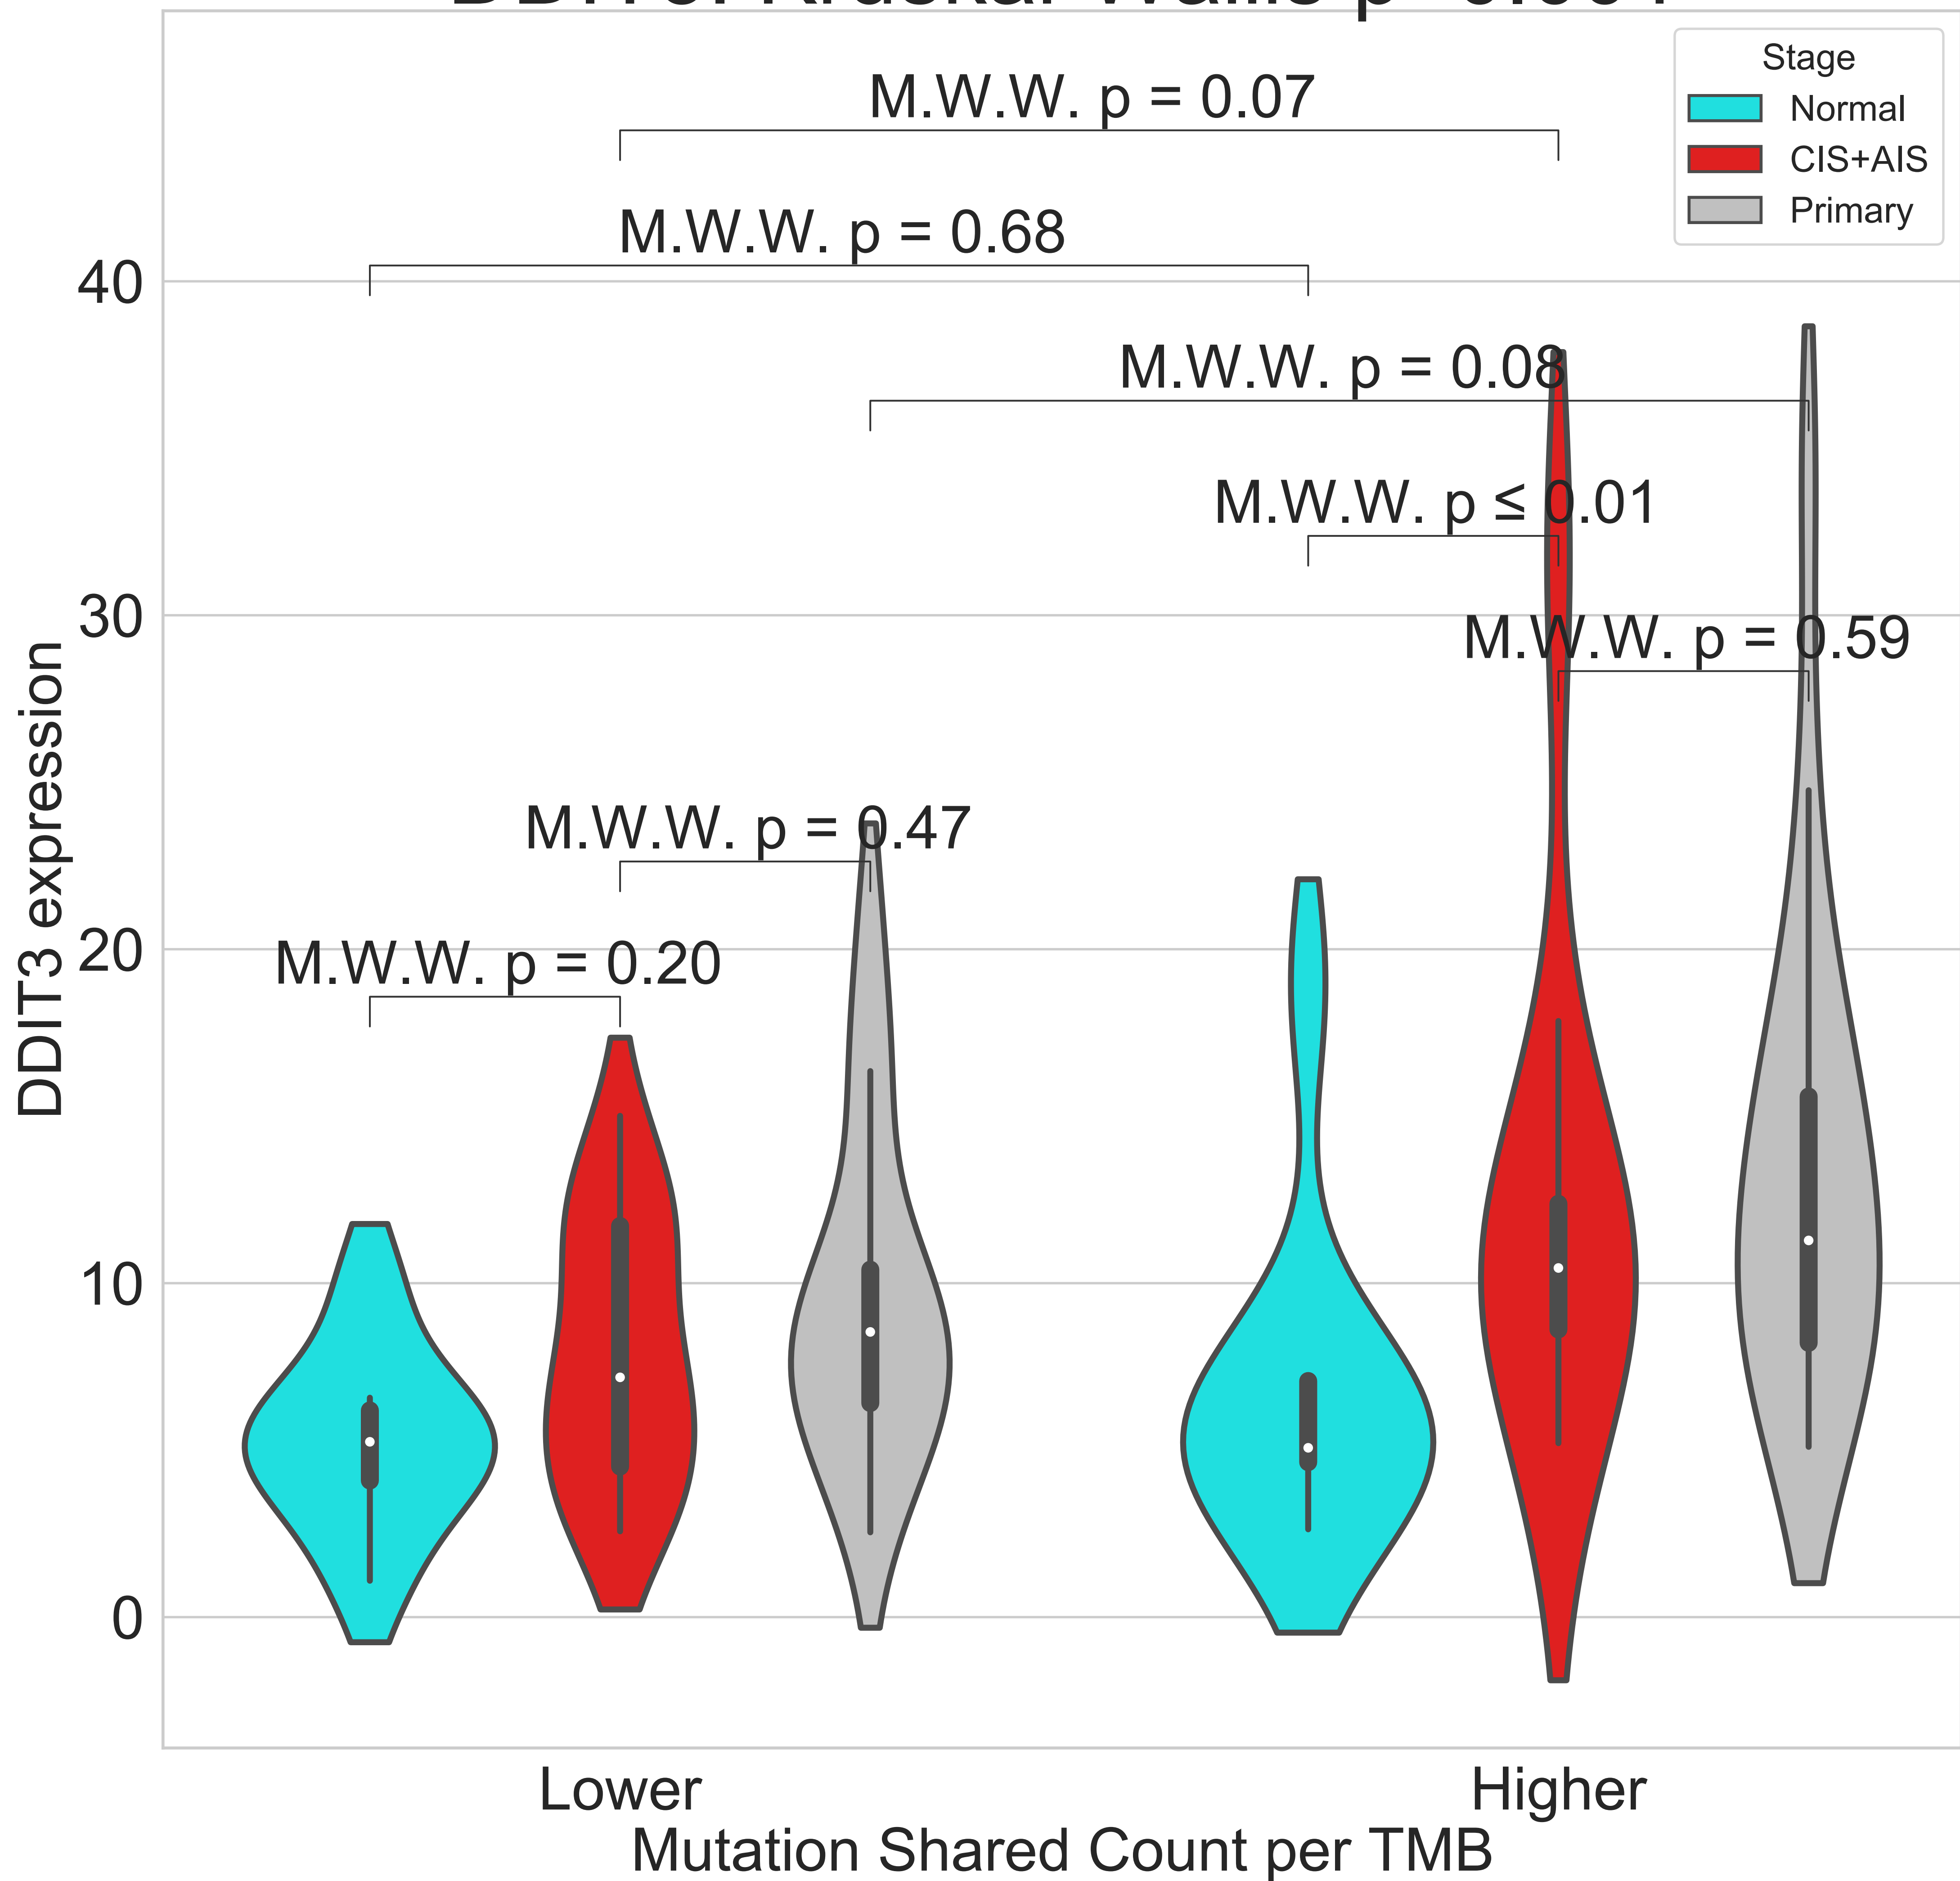 Stage
Normal
CIS+AIS
Primary
M.W.W. p = 0.07
M.W.W. p = 0.68
M.W.W. p = 0.08
M.W.W. p ≤ 0.01
M.W.W. p = 0.59
M.W.W. p = 0.47
M.W.W. p = 0.20
40
30
20
10
0
DDIT3 expression
Lower
Higher
Mutation Shared Count per TMB